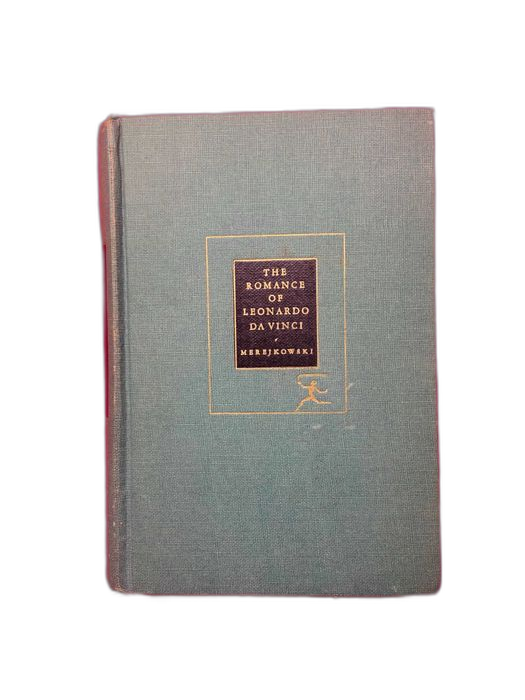 THE
ROMANCE
OF
LEONARDO
DA VINCI
MEREJKOWSKI